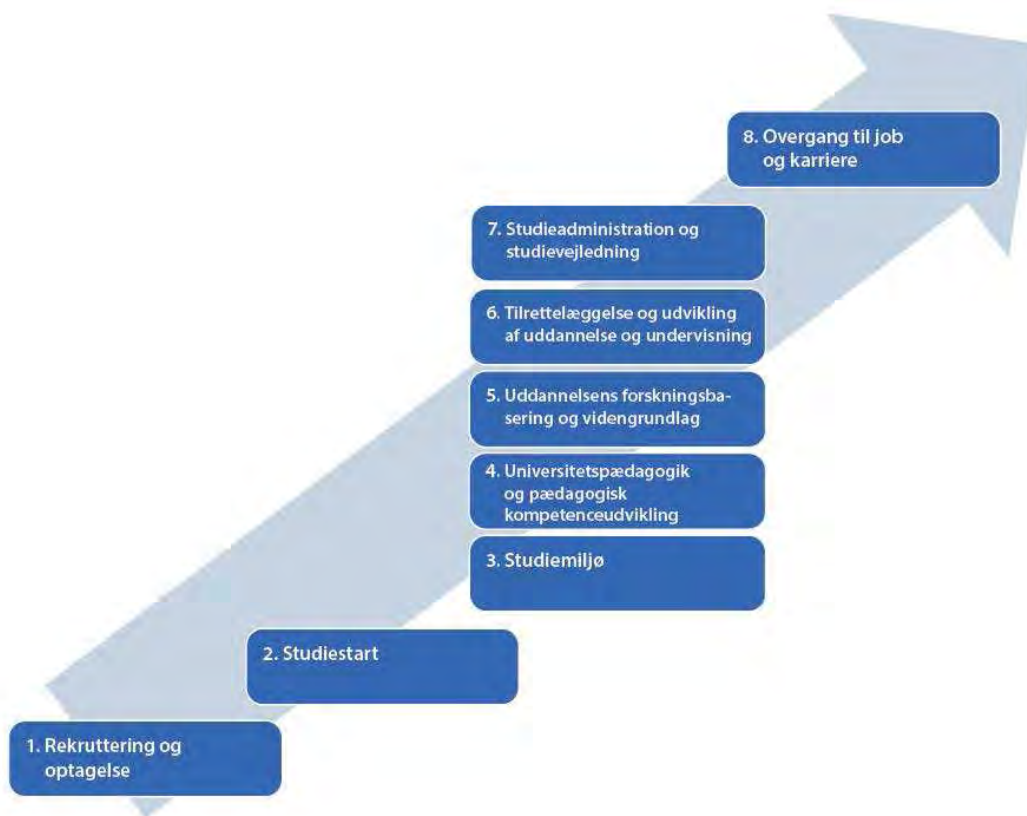 8. Overgang til job
og karriere
7. Studieadministration og
studievejledning
6. Tilrettelæggelse og udvikling
af uddannelse og undervisning
5. Uddannelsens forskningsba-
sering og videngrundlag
4. Universitetspædagogik
og pædagogisk
kompetenceudvikling
3. Studiemiljø
2. Studiestart
1. Rekruttering og
optagelse